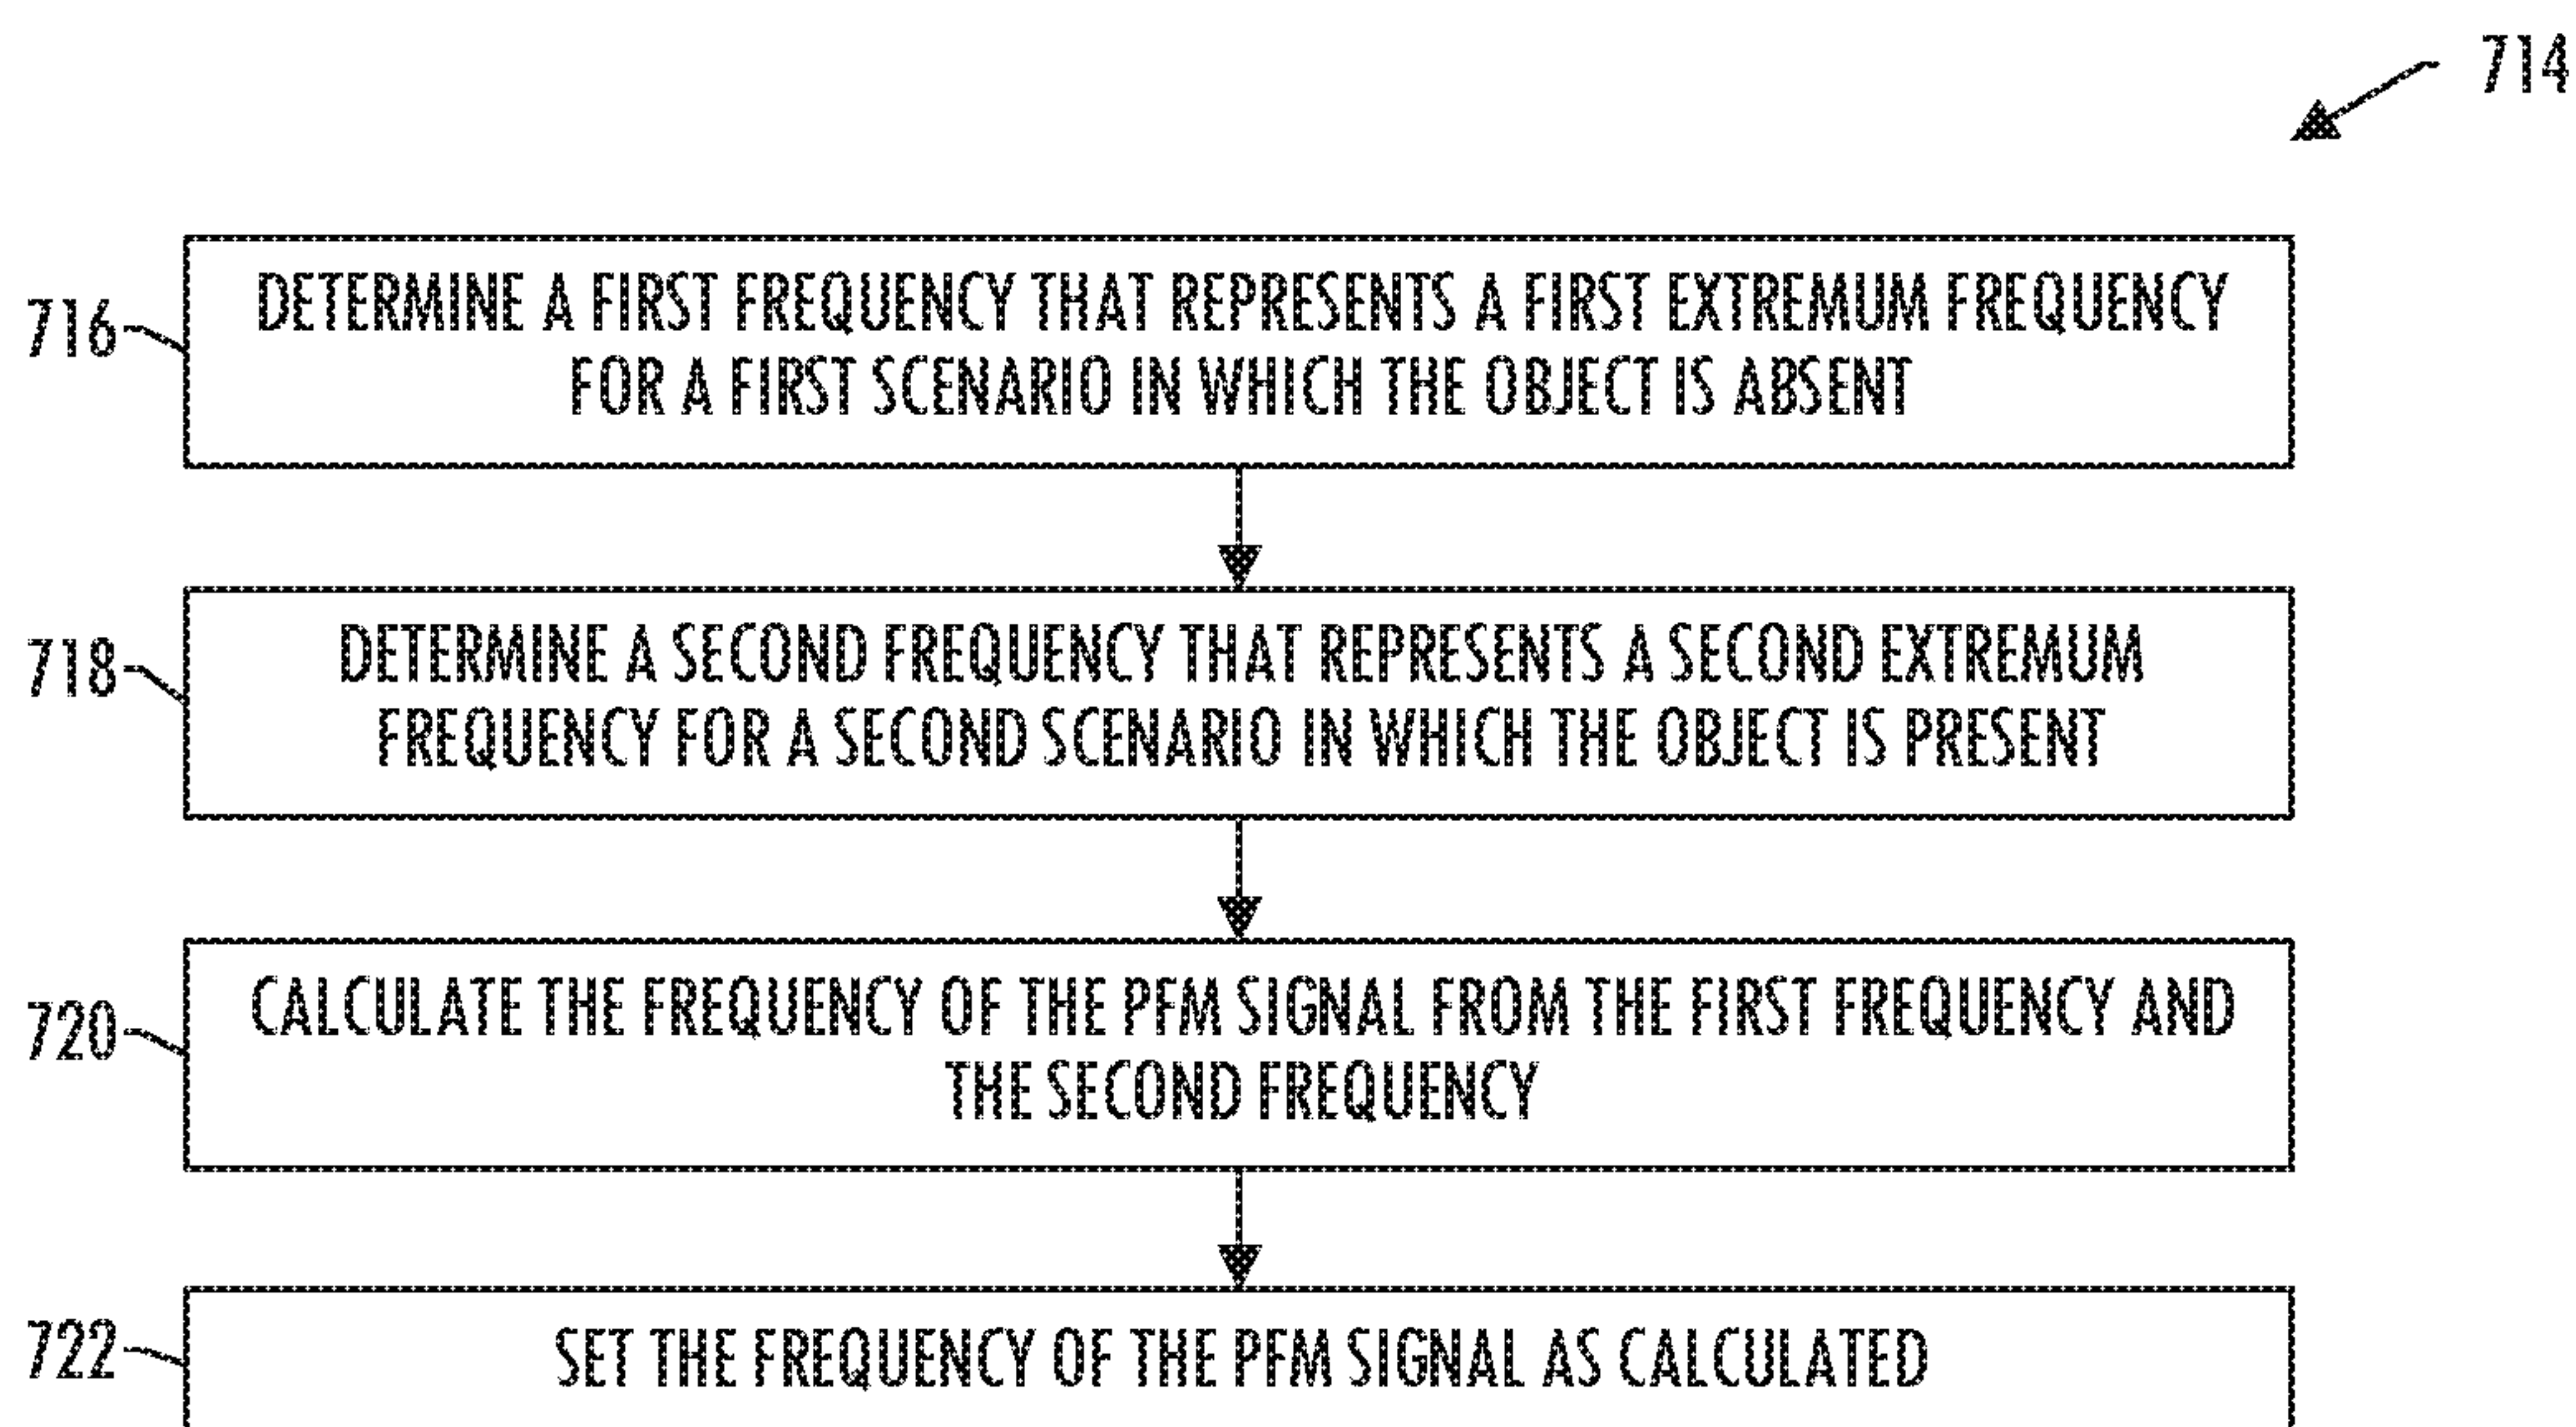 714
716
DETERMINE A FIRST FREQUENCY THAT REPRESENTS A FIRST EXTREMUM FREQUENCY
FOR A FIRST SCENARIO IN WHICH THE OBJECT IS ABSENT
718
DETERMINE A SECOND FREQUENCY THAT REPRESENTS A SECOND EXTREMUM
FREQUENCY FOR A SECOND SCENARIO IN WHICH THE OBJECT IS PRESENT
720
CALCULATE THE FREQUENCY OF THE PFM SIGNAL FROM THE FIRST FREQUENCY AND
THE SECOND FREQUENCY
722
SET THE FREQUENCY OF THE PFM SIGNAL AS CALCULATED